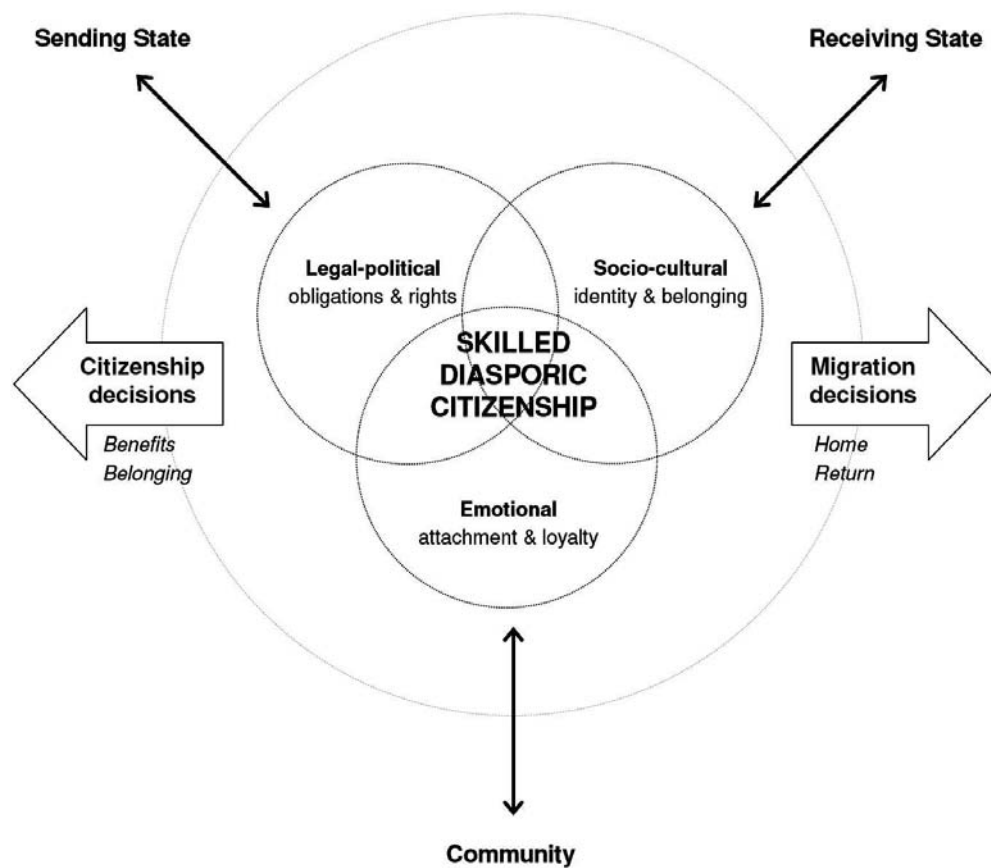 Sending State
Receiving State
Legal-political
obligations & rights
Socio-cultural
identity & belonging
SKILLED
DIASPORIC
CITIZENSHIP
Citizenship
decisions
Benefits
Belonging
Migration
decisions
Home
Return
Emotional
attachment & loyalty
Community